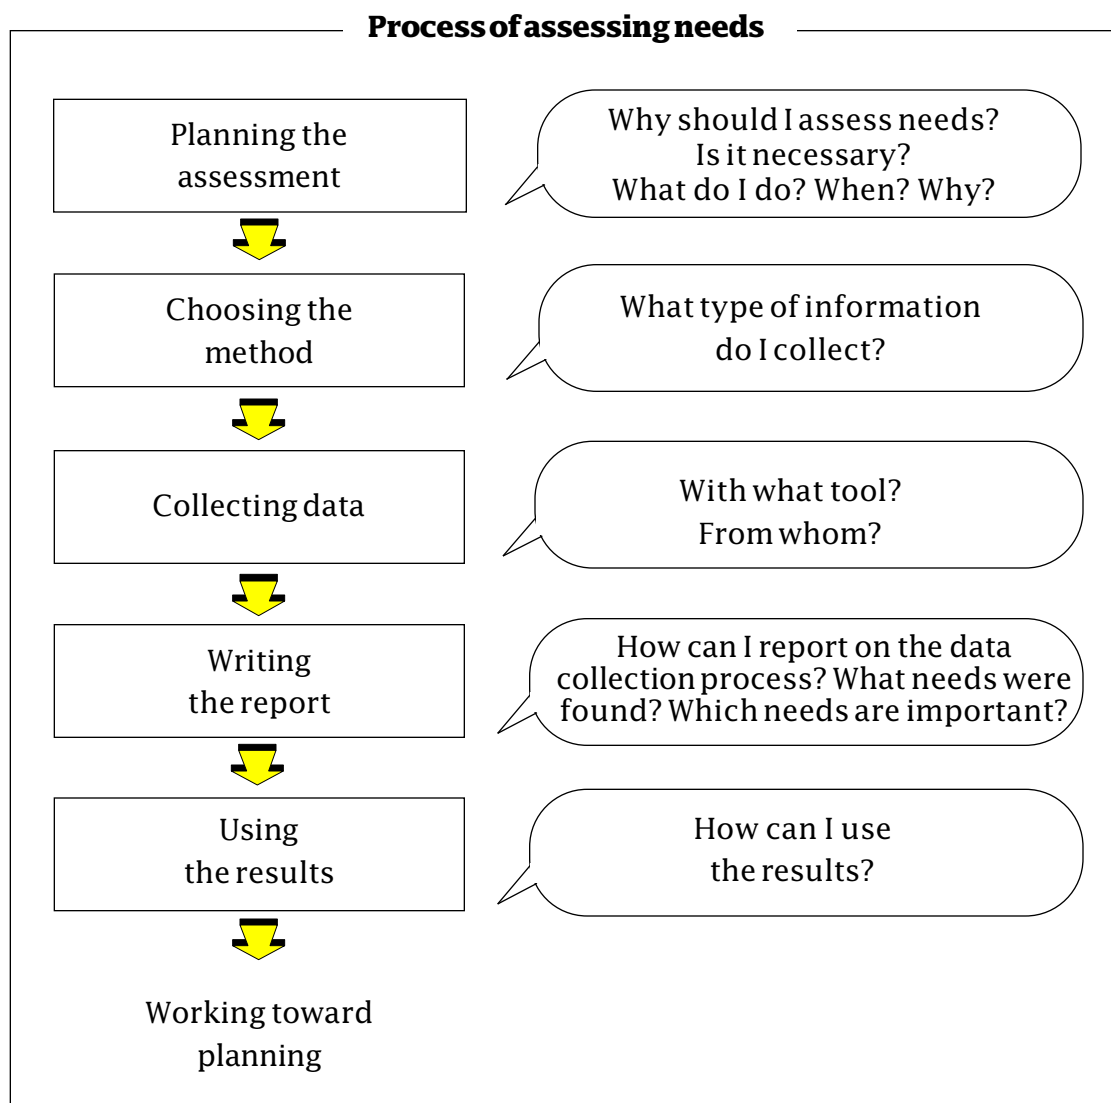 Process of assessing needs
Planning the
assessment
Why should I assess needs?
Is it necessary?
What do I do? When? Why?
Choosing the
method
What type of information
do I collect?
Collecting data
With what tool?
From whom?
Writing
the report
How can I report on the data
collection process? What needs were
found? Which needs are important?
Using
the results
How can I use
the results?
Working toward
planning